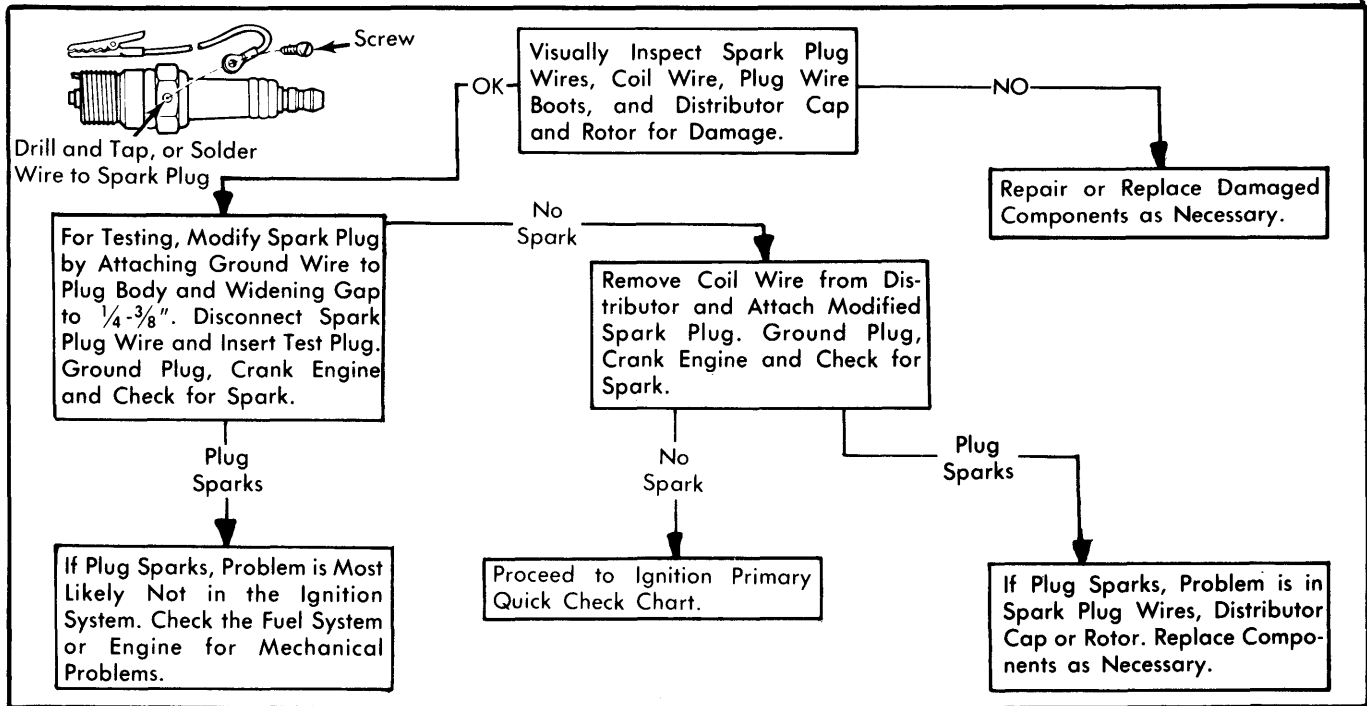 Screw
Drill and Tap, or Solder
Wire to Spark Plug
OK
Visually Inspect Spark Plug
Wires, Coil Wire, Plug Wire
Boots, and Distributor Cap
and Rotor for Damage.
NO
Repair or Replace Damaged
Components as Necessary.
For Testing, Modify Spark Plug
by Attaching Ground Wire to
Plug Body and Widening Gap
to ¼-⅜". Disconnect Spark
Plug Wire and Insert Test Plug.
Ground Plug, Crank Engine
and Check for Spark.
No
Spark
Remove Coil Wire from Dis-
tributor and Attach Modified
Spark Plug. Ground Plug,
Crank Engine and Check for
Spark.
Plug
Sparks
No
Spark
Plug
Sparks
If Plug Sparks, Problem is Most
Likely Not in the Ignition
System. Check the Fuel System
or Engine for Mechanical
Problems.
Proceed to Ignition Primary
Quick Check Chart.
If Plug Sparks, Problem is in
Spark Plug Wires, Distributor
Cap or Rotor. Replace Compo-
nents as Necessary.